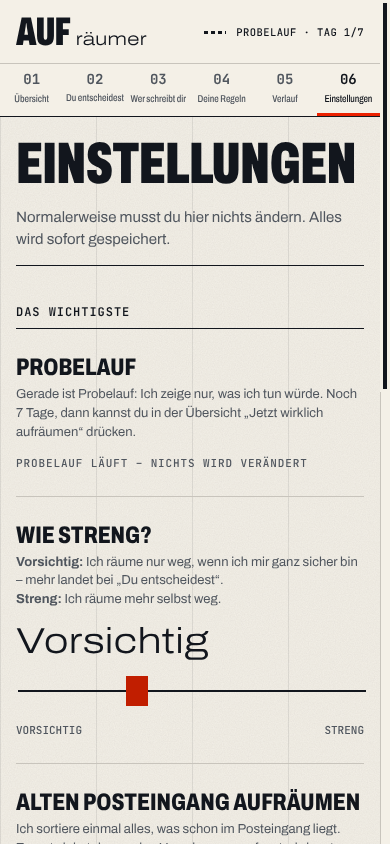 AUF räumer
PROBELAUF · TAG 1/7
01 02 03 04 05 06
Übersicht Du entscheidest Wer schreibt dir Deine Regeln Verlauf Einstellungen
EINSTELLUNGEN
Normalerweise musst du hier nichts ändern. Alles
wird sofort gespeichert.
DAS WICHTIGSTE
PROBELAUF
Gerade ist Probelauf: Ich zeige nur, was ich tun würde. Noch
7 Tage, dann kannst du in der Übersicht „Jetzt wirklich
aufräumen“ drücken.
PROBELAUF LÄUFT – NICHTS WIRD VERÄNDERT
WIE STRENG?
Vorsichtig: Ich räume nur weg, wenn ich mir ganz sicher bin
– mehr landet bei „Du entscheidest“.
Streng: Ich räume mehr selbst weg.
Vorsichtig
VORSICHTIG STRENG
ALTEN POSTEINGANG AUFRÄUMEN
Ich sortiere einmal alles, was schon im Posteingang liegt.